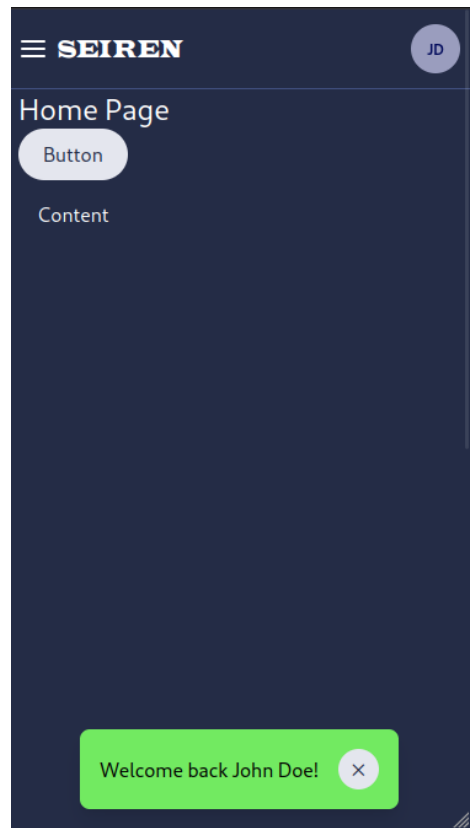 SEIREN
JD
Home Page
Button
Content
Welcome back John Doe!